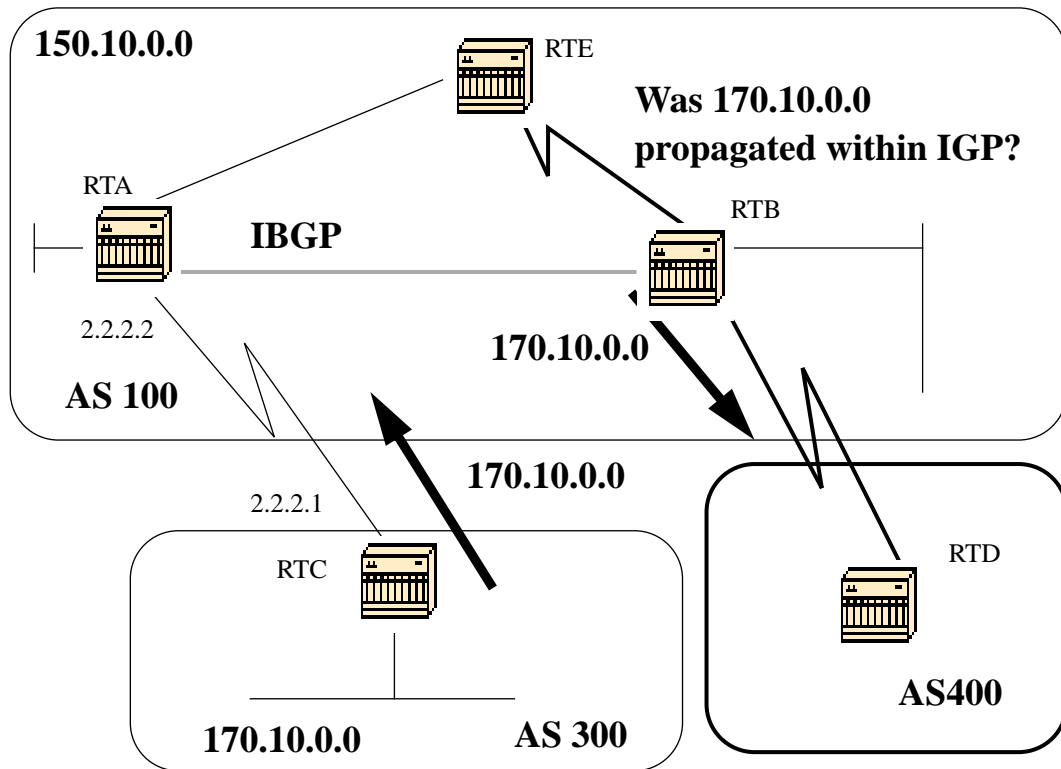 150.10.0.0
RTE
Was 170.10.0.0
propagated within IGP?
RTA
RTB
IBGP
2.2.2.2
170.10.0.0
AS 100
170.10.0.0
2.2.2.1
RTC
RTD
AS400
170.10.0.0
AS 300